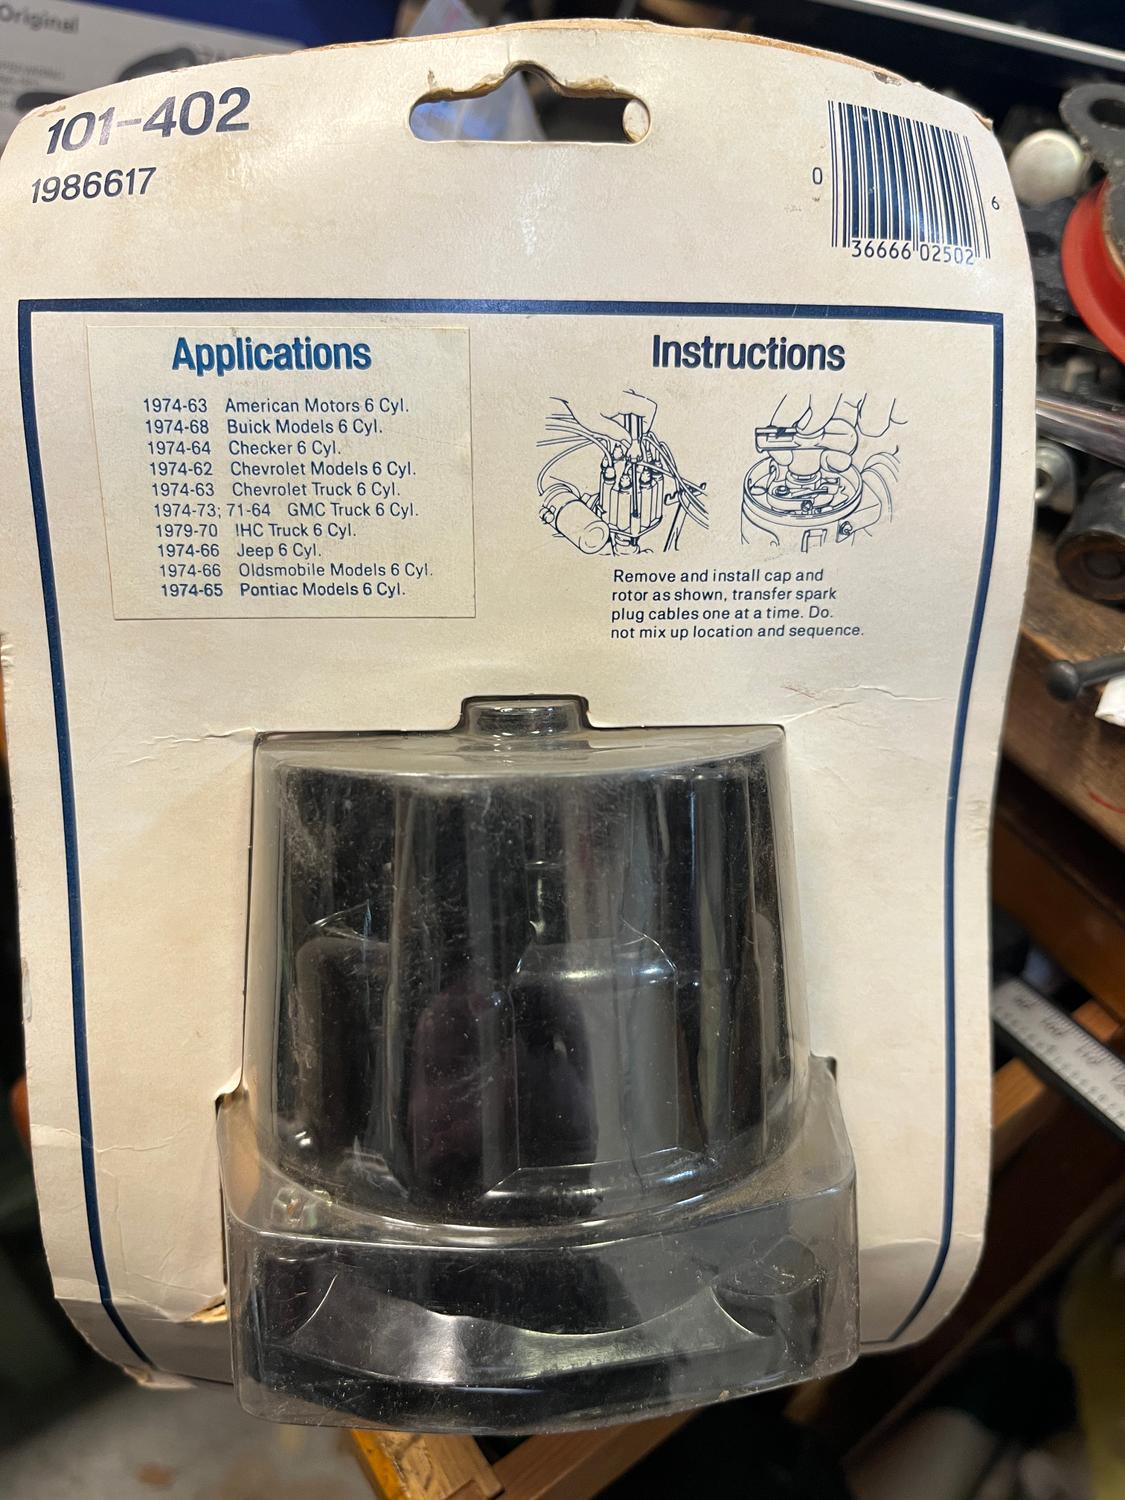 Original
101-402
1986617
0
36666 02502
6
Applications
1974-63 American Motors 6 Cyl.
1974-68 Buick Models 6 Cyl.
1974-64 Checker 6 Cyl.
1974-62 Chevrolet Models 6 Cyl.
1974-63 Chevrolet Truck 6 Cyl.
1974-73; 71-64 GMC Truck 6 Cyl.
1979-70 IHC Truck 6 Cyl.
1974-66 Jeep 6 Cyl.
1974-66 Oldsmobile Models 6 Cyl.
1974-65 Pontiac Models 6 Cyl.
Instructions
Remove and install cap and
rotor as shown, transfer spark
plug cables one at a time. Do.
not mix up location and sequence.